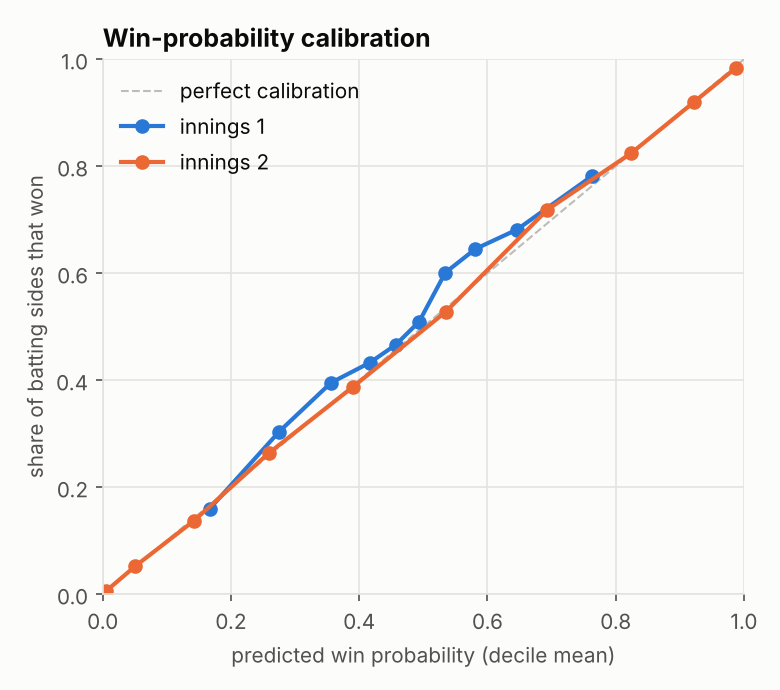 Win-probability calibration
perfect calibration
innings 1
innings 2
share of batting sides that won
1.0
0.8
0.6
0.4
0.2
0.0
0.0 0.2 0.4 0.6 0.8 1.0
predicted win probability (decile mean)